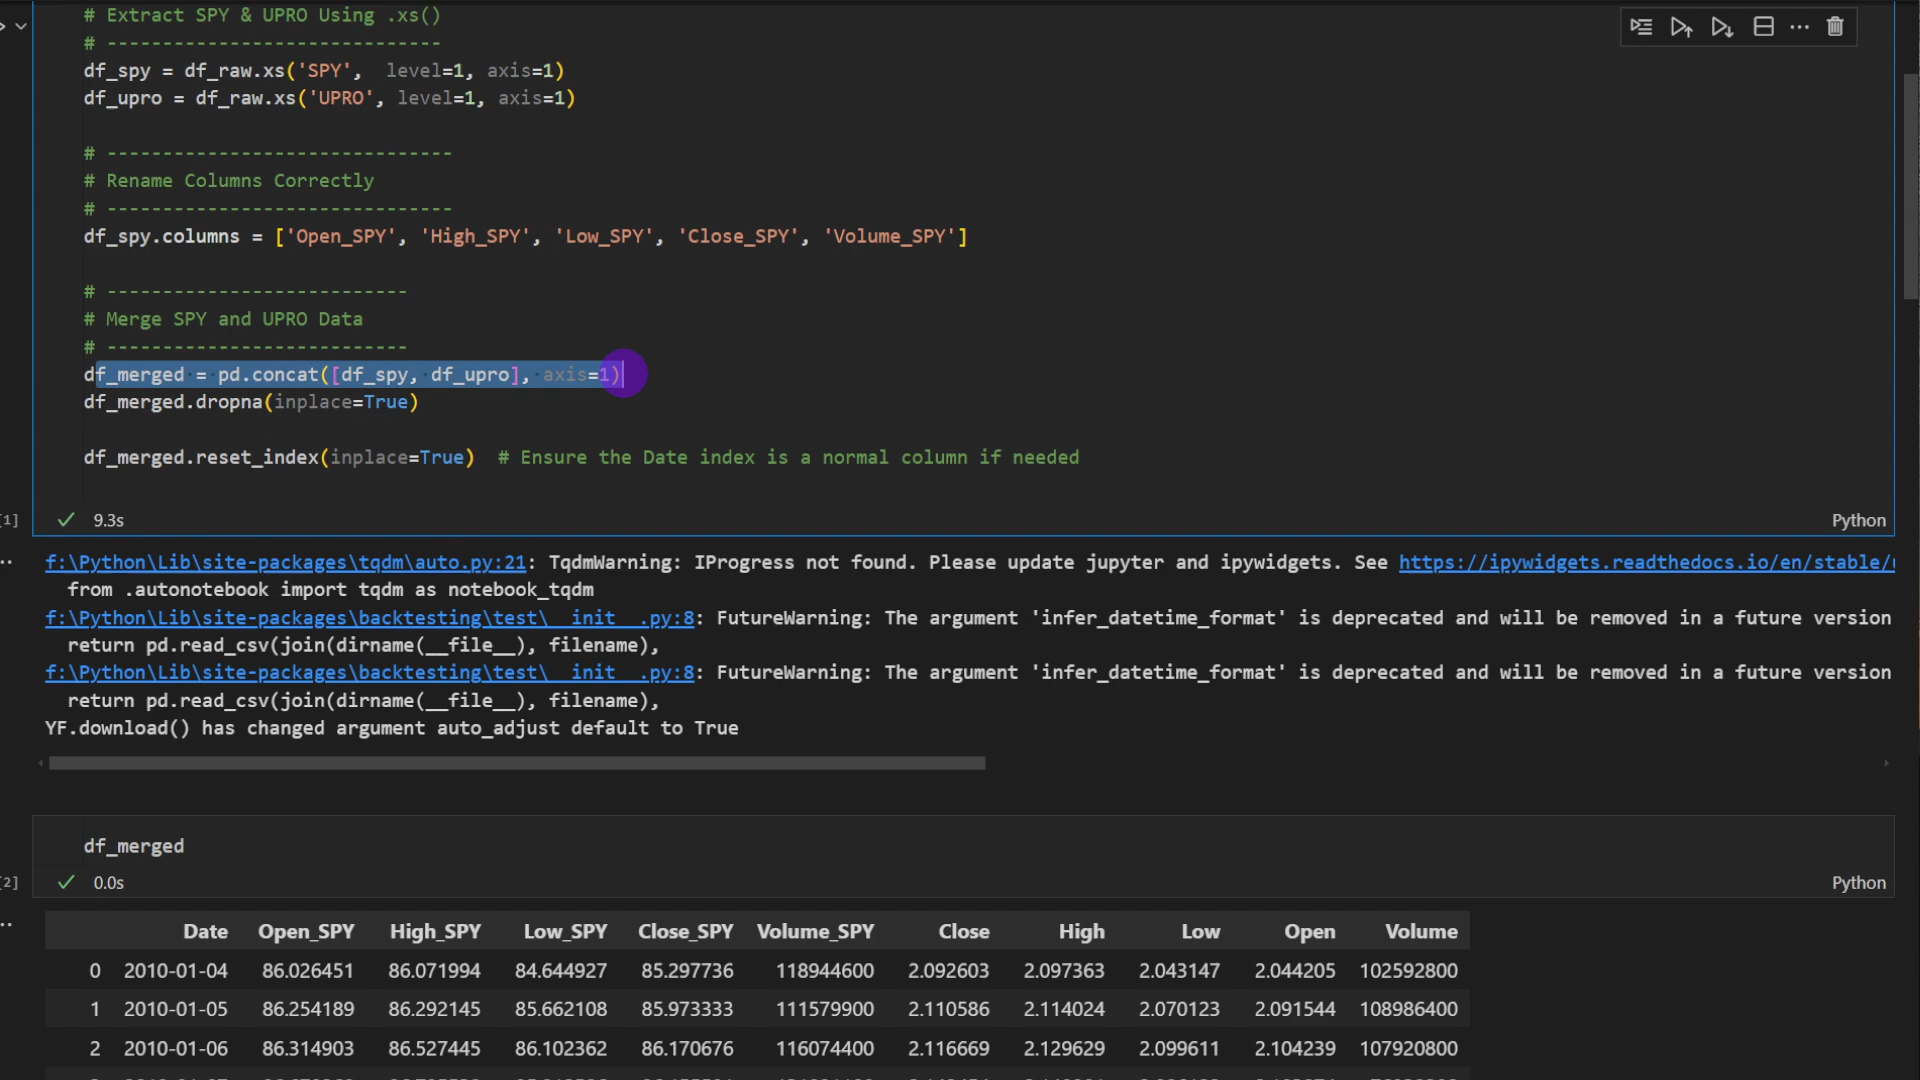 # Extract SPY & UPRO Using .xs()
# ------------------------------
df_spy = df_raw.xs('SPY',  level=1, axis=1)
df_upro = df_raw.xs('UPRO', level=1, axis=1)
# -------------------------------
# Rename Columns Correctly
# -------------------------------
df_spy.columns = ['Open_SPY', 'High_SPY', 'Low_SPY', 'Close_SPY', 'Volume_SPY']
# ---------------------------
# Merge SPY and UPRO Data
# ---------------------------
df_merged = pd.concat([df_spy, df_upro], axis=1)
df_merged.dropna(inplace=True)
df_merged.reset_index(inplace=True)  # Ensure the Date index is a normal column if needed
[1] 9.3s Python
f:\Python\Lib\site-packages\tqdm\auto.py:21: TqdmWarning: IProgress not found. Please update jupyter and ipywidgets. See https://ipywidgets.readthedocs.io/en/stable/
from .autonotebook import tqdm as notebook_tqdm
f:\Python\Lib\site-packages\backtesting\test\__init__.py:8: FutureWarning: The argument 'infer_datetime_format' is deprecated and will be removed in a future version
return pd.read_csv(join(dirname(__file__), filename),
f:\Python\Lib\site-packages\backtesting\test\__init__.py:8: FutureWarning: The argument 'infer_datetime_format' is deprecated and will be removed in a future version
return pd.read_csv(join(dirname(__file__), filename),
YF.download() has changed argument auto_adjust default to True
df_merged
[2] 0.0s Python
Date Open_SPY High_SPY Low_SPY Close_SPY Volume_SPY Close High Low Open Volume
0 2010-01-04 86.026451 86.071994 84.644927 85.297736 118944600 2.092603 2.097363 2.043147 2.044205 102592800
1 2010-01-05 86.254189 86.292145 85.662108 85.973333 111579900 2.110586 2.114024 2.070123 2.091544 108986400
2 2010-01-06 86.314903 86.527445 86.102362 86.170676 116074400 2.116669 2.129629 2.099611 2.104239 107920800